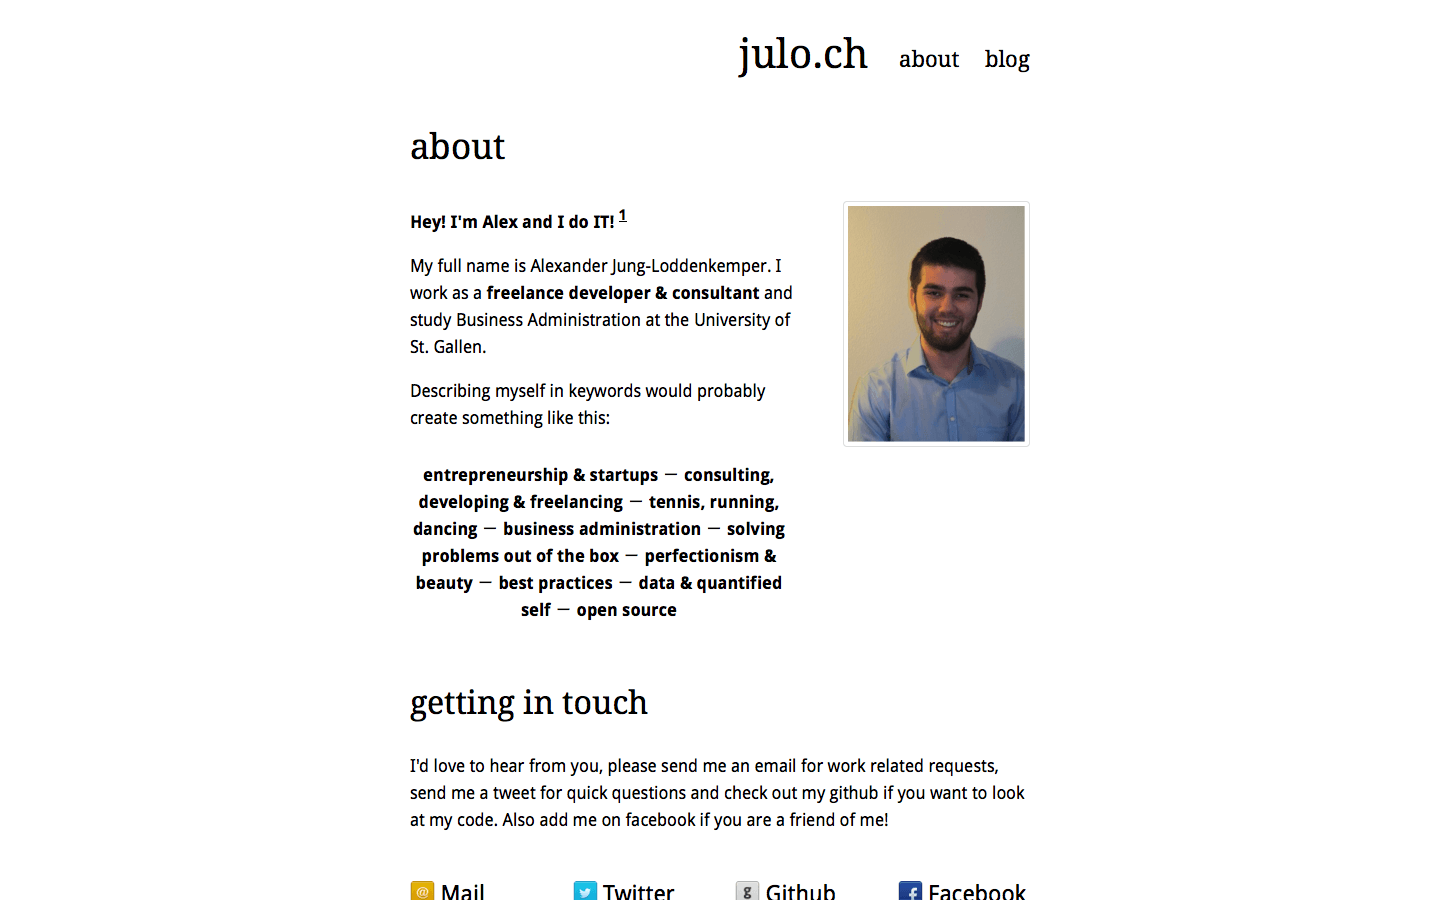 julo.ch about blog
about
Hey! I'm Alex and I do IT! 1
My full name is Alexander Jung-Loddenkemper. I
work as a freelance developer & consultant and
study Business Administration at the University of
St. Gallen.
Describing myself in keywords would probably
create something like this:
entrepreneurship & startups — consulting,
developing & freelancing — tennis, running,
dancing — business administration — solving
problems out of the box — perfectionism &
beauty — best practices — data & quantified
self — open source
getting in touch
I'd love to hear from you, please send me an email for work related requests,
send me a tweet for quick questions and check out my github if you want to look
at my code. Also add me on facebook if you are a friend of me!
@ Mail Twitter g Github f Facebook